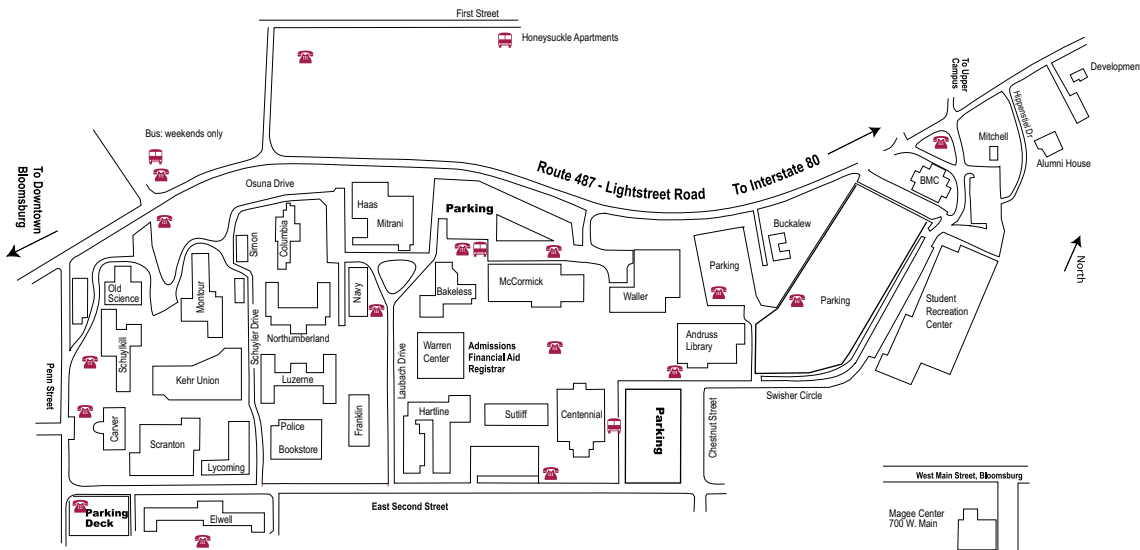 First Street
Honeysuckle Apartments
To Upper
Campus
Developmen
Hippenstiel Dr
Mitchell
Alumni House
Bus: weekends only
To Downtown
Bloomsburg
Route 487 - Lightstreet Road
To Interstate 80
BMC
Osuna Drive
Haas
Mitrani
Parking
Simon
Columbia
Buckalew
North
Old
Science
Montour
Navy
Bakeless
McCormick
Waller
Parking
Parking
Student
Recreation
Center
Schuylkill
Schuyler Drive
Northumberland
Laubach Drive
Warren
Center
Admissions
Financial Aid
Registrar
Andruss
Library
Penn Street
Kehr Union
Luzerne
Swisher Circle
Carver
Scranton
Lycoming
Police
Bookstore
Franklin
Hartline
Sutliff
Centennial
Parking
Chestnut Street
West Main Street, Bloomsburg
East Second Street
Parking
Deck
Elwell
Magee Center
700 W. Main